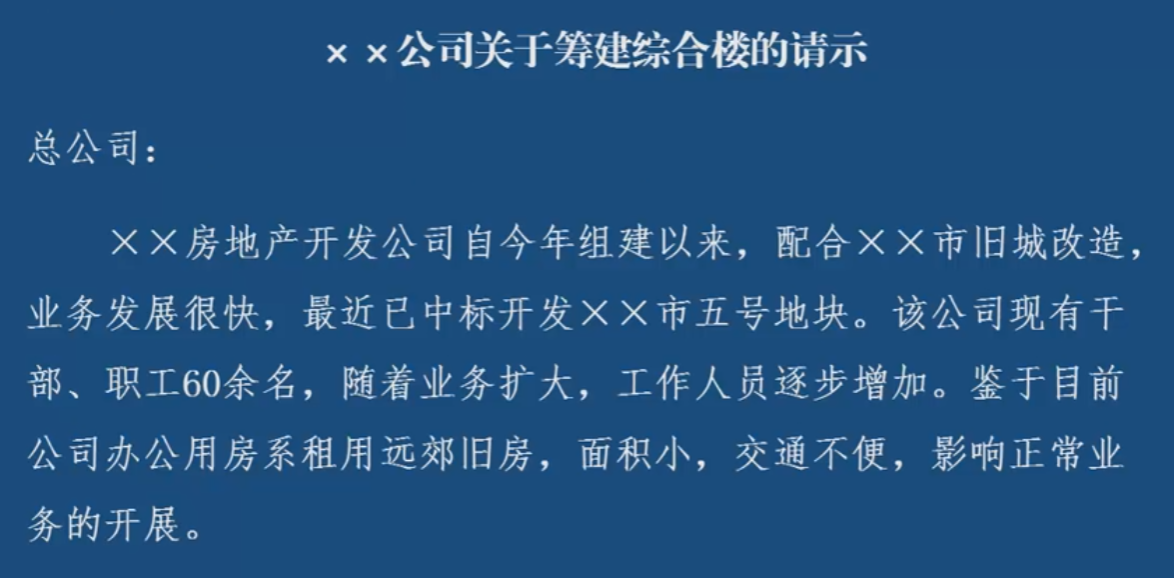 ××公司关于筹建综合楼的请示
总公司：
××房地产开发公司自今年组建以来，配合××市旧城改造，
业务发展很快，最近已中标开发××市五号地块。该公司现有干
部、职工60余名，随着业务扩大，工作人员逐步增加。鉴于目前
公司办公用房系租用远郊旧房，面积小，交通不便，影响正常业
务的开展。